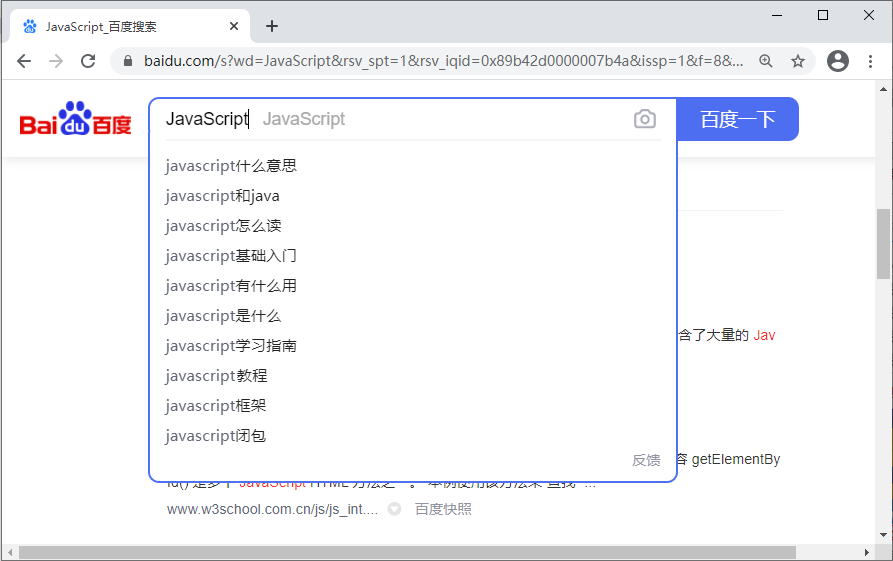 JavaScript_百度搜索
baidu.com/s?wd=JavaScript&rsv_spt=1&rsv_iqid=0x89b42d0000007b4a&issp=1&f=8&...
Bai du 百度
JavaScript JavaScript
百度一下
javascript什么意思
javascript和java
javascript怎么读
javascript基础入门
javascript有什么用
javascript是什么
含了大量的 Jav
javascript学习指南
javascript教程
javascript框架
javascript闭包
反馈
容 getElementBy
www.w3school.com.cn/js/js_int.... 百度快照